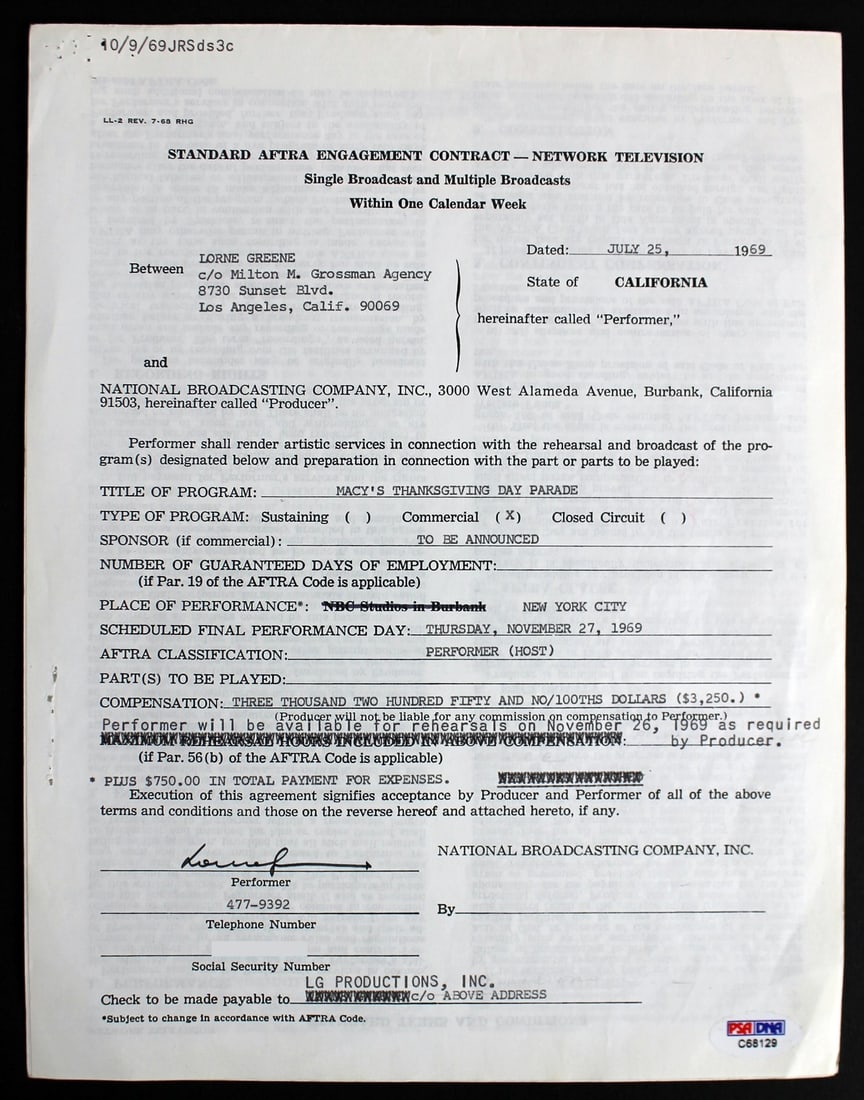 10/9/69JRSds3c
LL-2 REV. 7-68 RHG
STANDARD AFTRA ENGAGEMENT CONTRACT — NETWORK TELEVISION
Single Broadcast and Multiple Broadcasts
Within One Calendar Week
Dated: JULY 25, 1969
Between LORNE GREENE
c/o Milton M. Grossman Agency
8730 Sunset Blvd.
Los Angeles, Calif. 90069
State of CALIFORNIA
hereinafter called "Performer,"
and
NATIONAL BROADCASTING COMPANY, INC., 3000 West Alameda Avenue, Burbank, California
91503, hereinafter called "Producer".
Performer shall render artistic services in connection with the rehearsal and broadcast of the pro-
gram(s) designated below and preparation in connection with the part or parts to be played:
TITLE OF PROGRAM: MACY'S THANKSGIVING DAY PARADE
TYPE OF PROGRAM: Sustaining ( ) Commercial (X) Closed Circuit ( )
SPONSOR (if commercial): TO BE ANNOUNCED
NUMBER OF GUARANTEED DAYS OF EMPLOYMENT:
(if Par. 19 of the AFTRA Code is applicable)
PLACE OF PERFORMANCE*: NBC Studios in Burbank NEW YORK CITY
SCHEDULED FINAL PERFORMANCE DAY: THURSDAY, NOVEMBER 27, 1969
AFTRA CLASSIFICATION: PERFORMER (HOST)
PART(S) TO BE PLAYED:
COMPENSATION: THREE THOUSAND TWO HUNDRED FIFTY AND NO/100THS DOLLARS ($3,250.) *
(Producer will not be liable for any commission on compensation to Performer.)
Performer will be available for rehearsals on November 26, 1969 as required
MAXIMUM REHEARSAL HOURS INCLUDED IN ABOVE COMPENSATION: by Producer.
(if Par. 56(b) of the AFTRA Code is applicable)
* PLUS $750.00 IN TOTAL PAYMENT FOR EXPENSES.
Execution of this agreement signifies acceptance by Producer and Performer of all of the above
terms and conditions and those on the reverse hereof and attached hereto, if any.
NATIONAL BROADCASTING COMPANY, INC.
Performer
477-9392
By
Telephone Number
Social Security Number
LG PRODUCTIONS, INC.
Check to be made payable to c/o ABOVE ADDRESS
*Subject to change in accordance with AFTRA Code.
PSA DNA
C68129